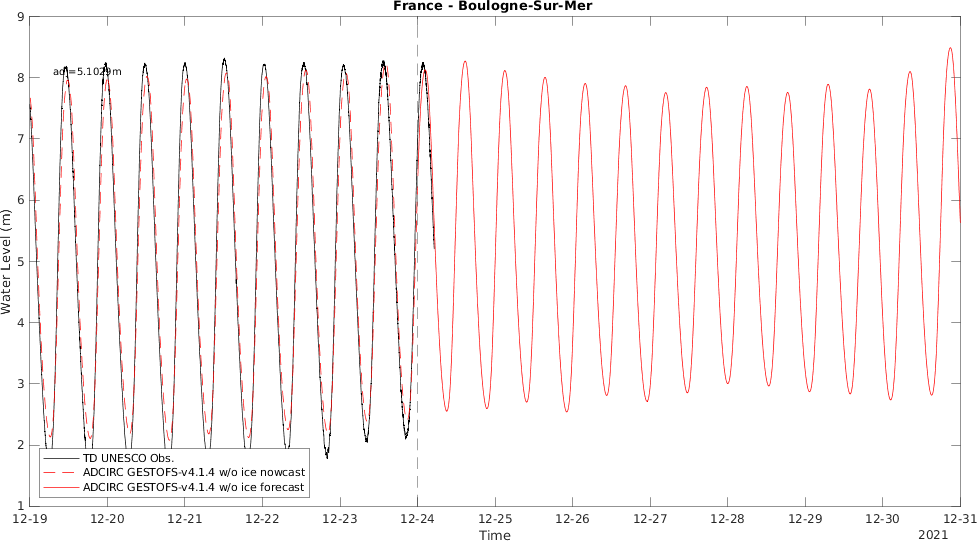 France - Boulogne-Sur-Mer
9
8
7
6
5
4
3
2
1
Water Level (m)
adj=5.1029m
TD UNESCO Obs.
ADCIRC GESTOFS-v4.1.4 w/o ice nowcast
ADCIRC GESTOFS-v4.1.4 w/o ice forecast
12-19 12-20 12-21 12-22 12-23 12-24 12-25 12-26 12-27 12-28 12-29 12-30 12-31
Time
2021